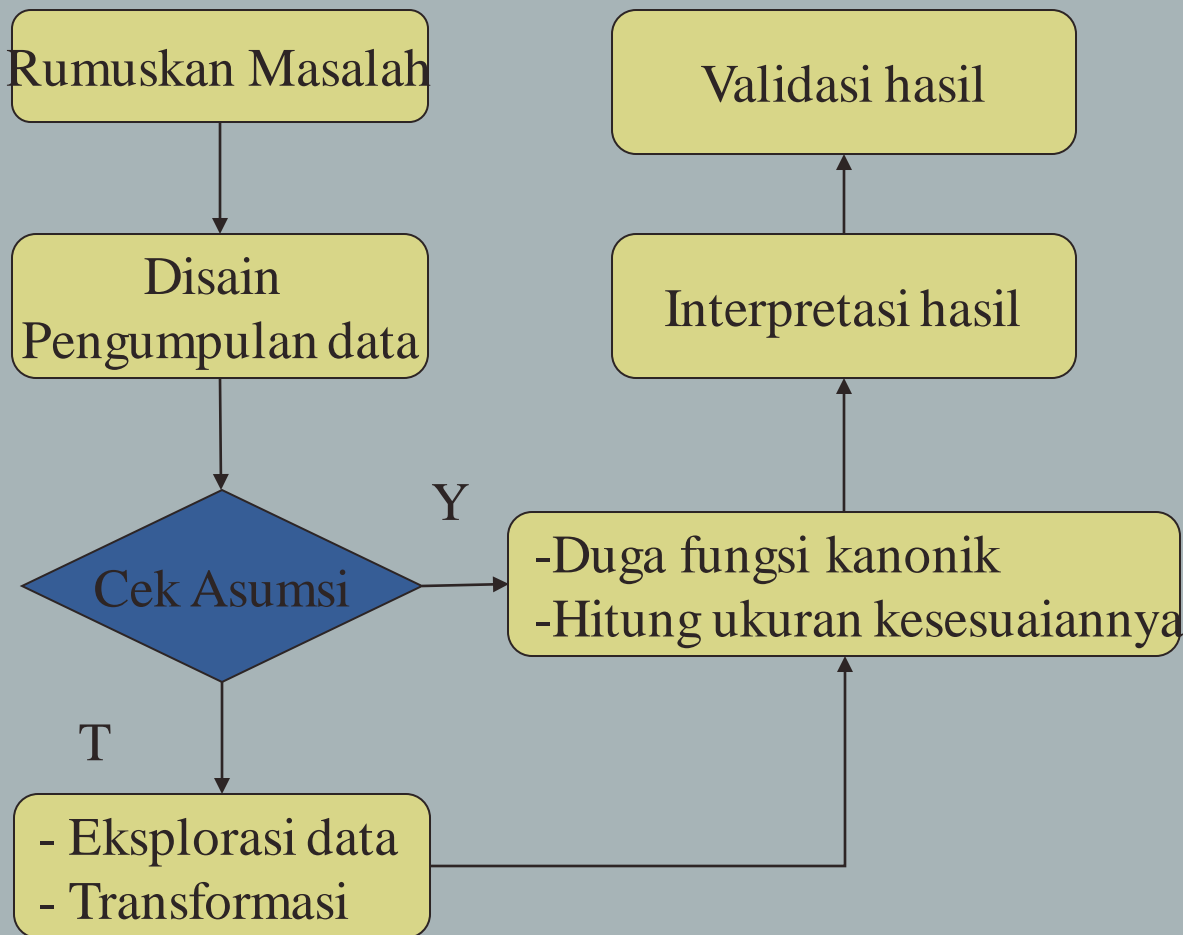 Rumuskan Masalah
Disain
Pengumpulan data
Cek Asumsi
Y
T
- Eksplorasi data
- Transformasi
-Duga fungsi kanonik
-Hitung ukuran kesesuaiannya
Interpretasi hasil
Validasi hasil